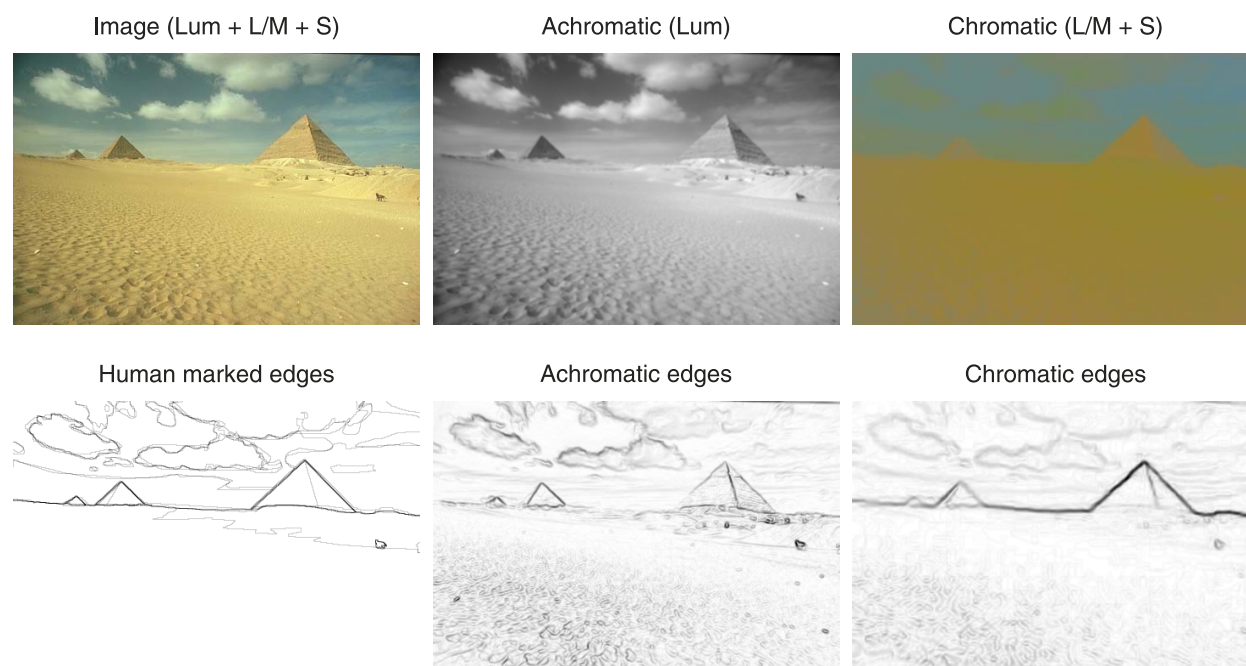 Image (Lum + L/M + S)
Achromatic (Lum)
Chromatic (L/M + S)
Human marked edges
Achromatic edges
Chromatic edges